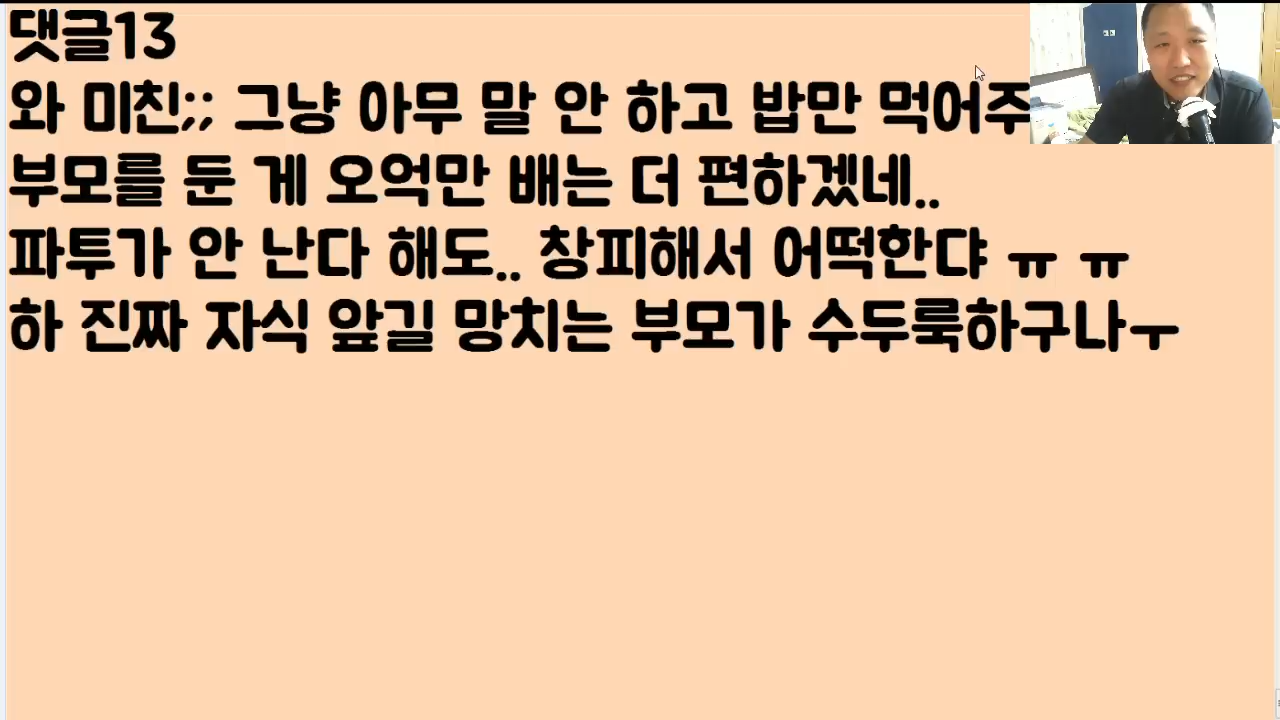 댓글13
와 미친;; 그냥 아무 말 안 하고 밥만 먹어주
부모를 둔 게 오억만 배는 더 편하겠네..
파투가 안 난다 해도.. 창피해서 어떡한댜 ㅠ ㅠ
하 진짜 자식 앞길 망치는 부모가 수두룩하구나ㅜ